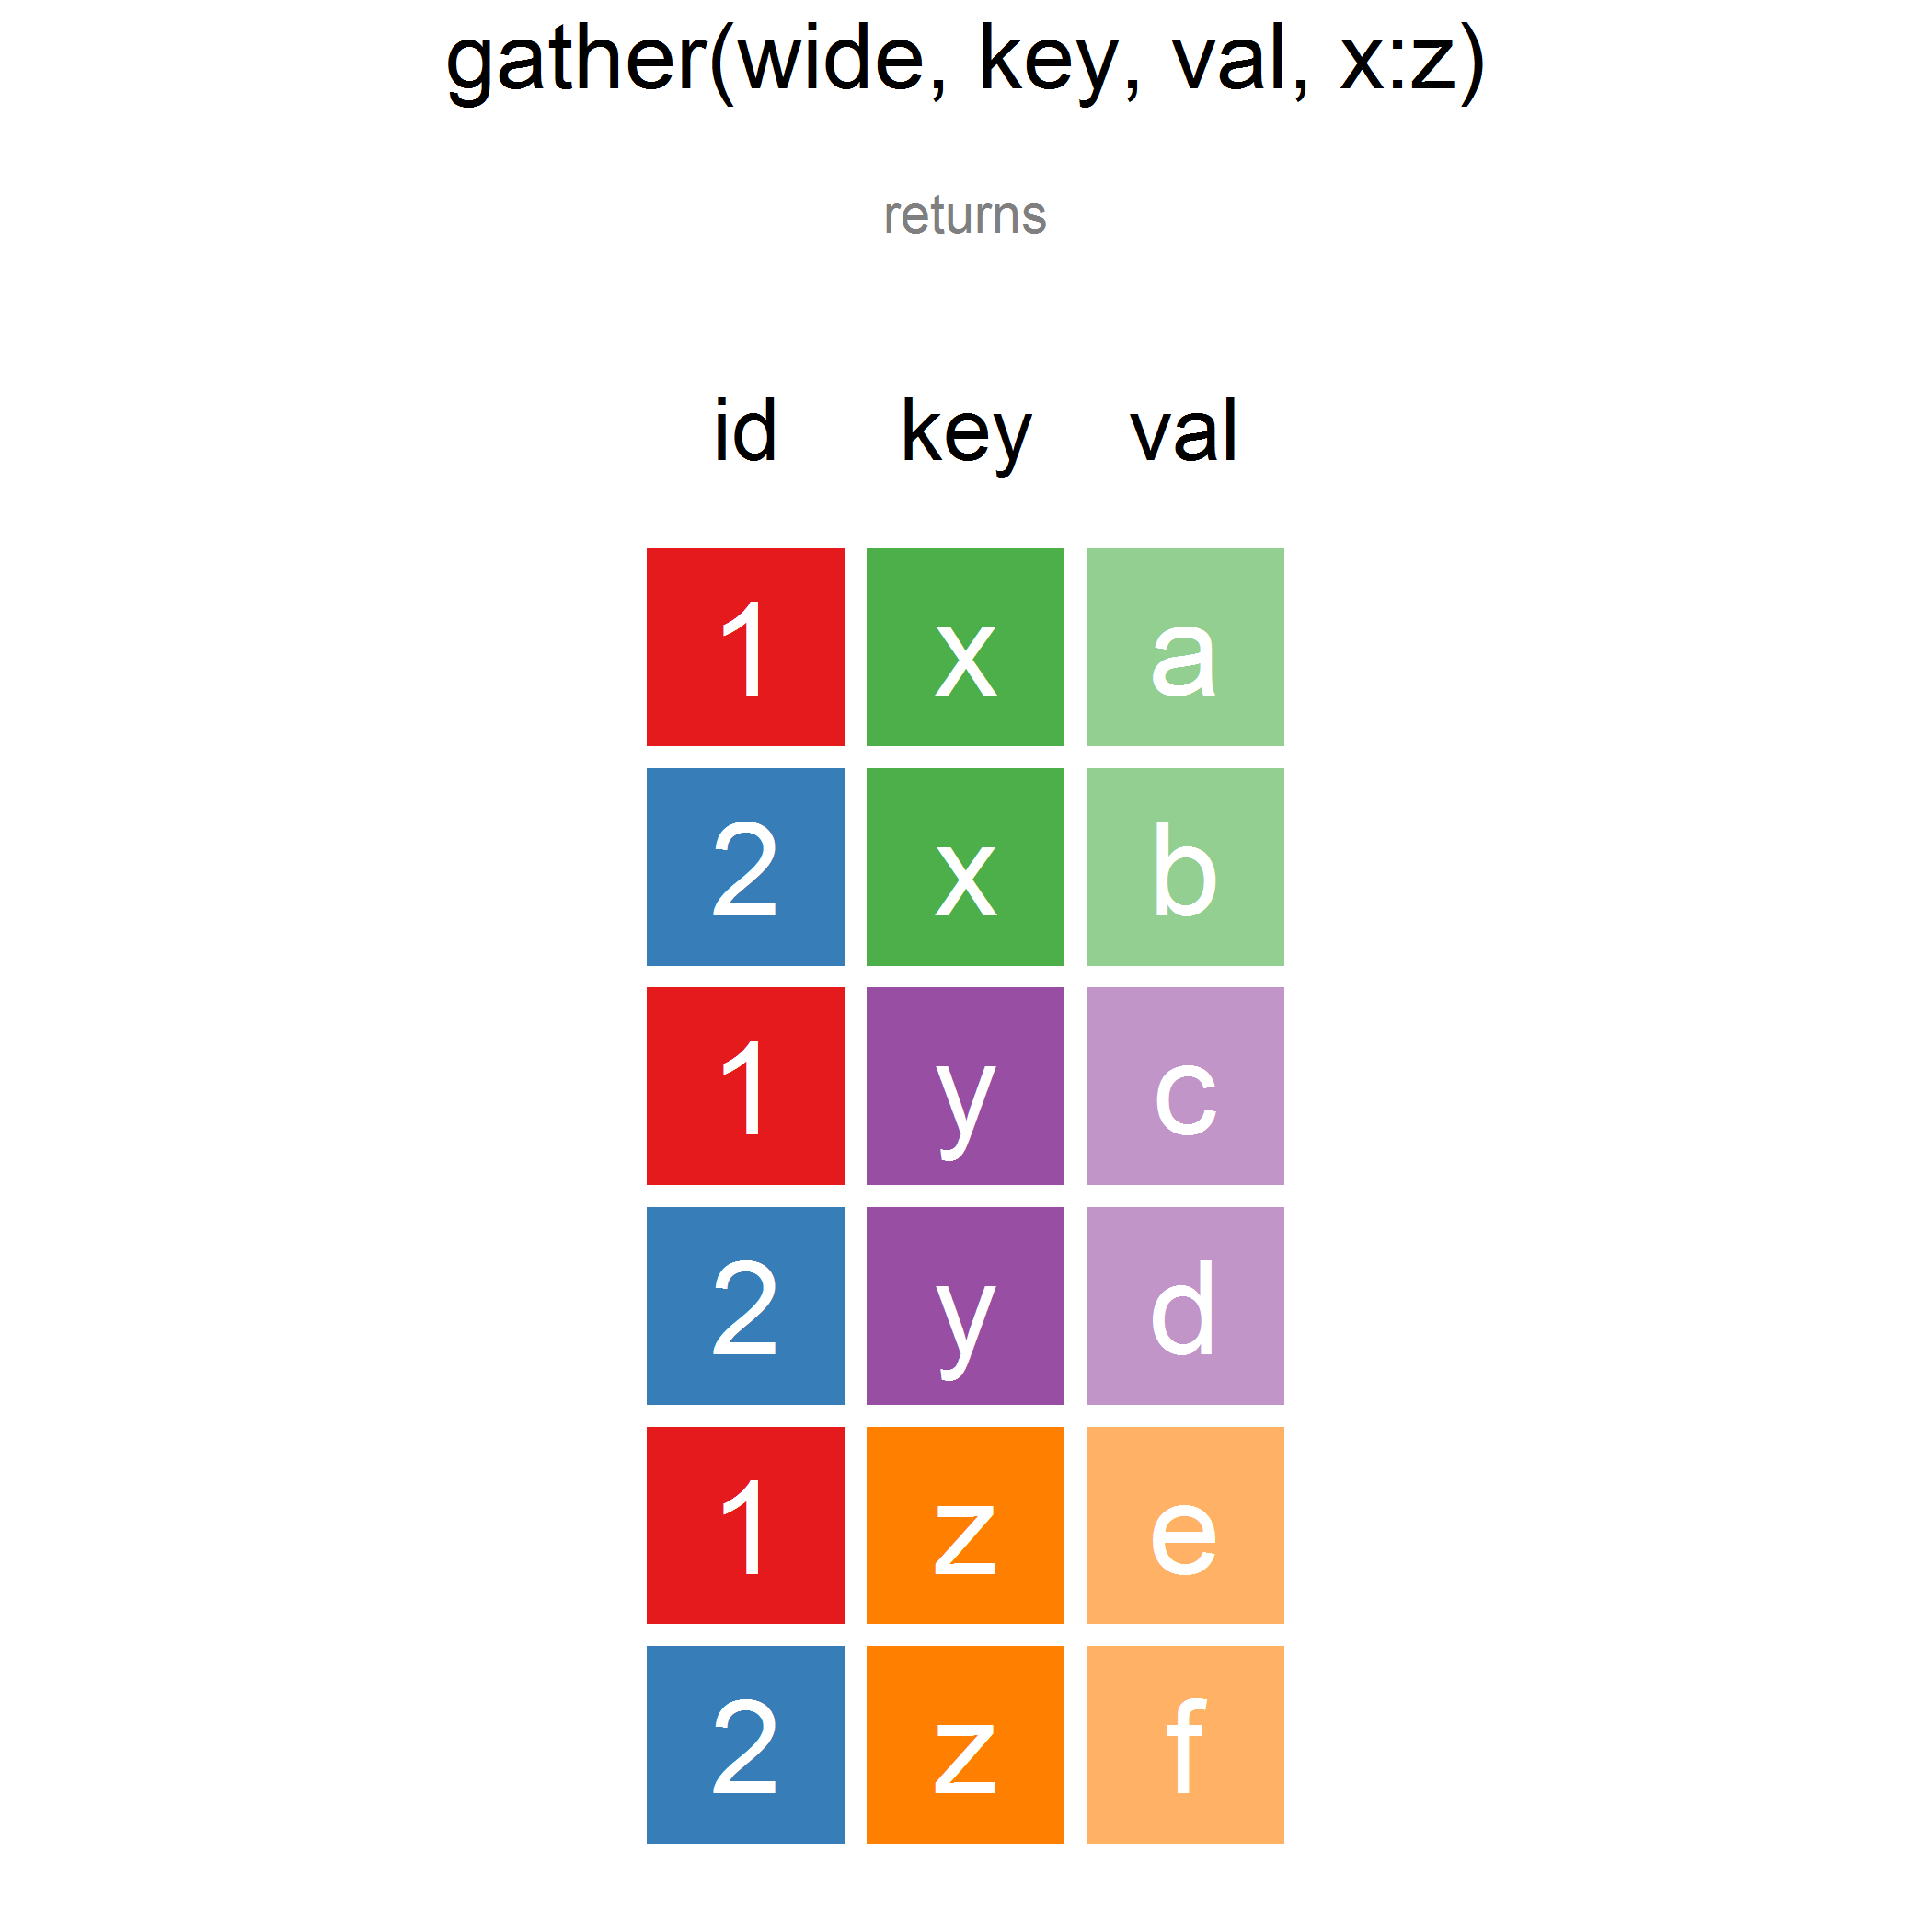 gather(wide, key, val, x:z)
returns
id key val
1 x a
2 x b
1 y c
2 y d
1 z e
2 z f